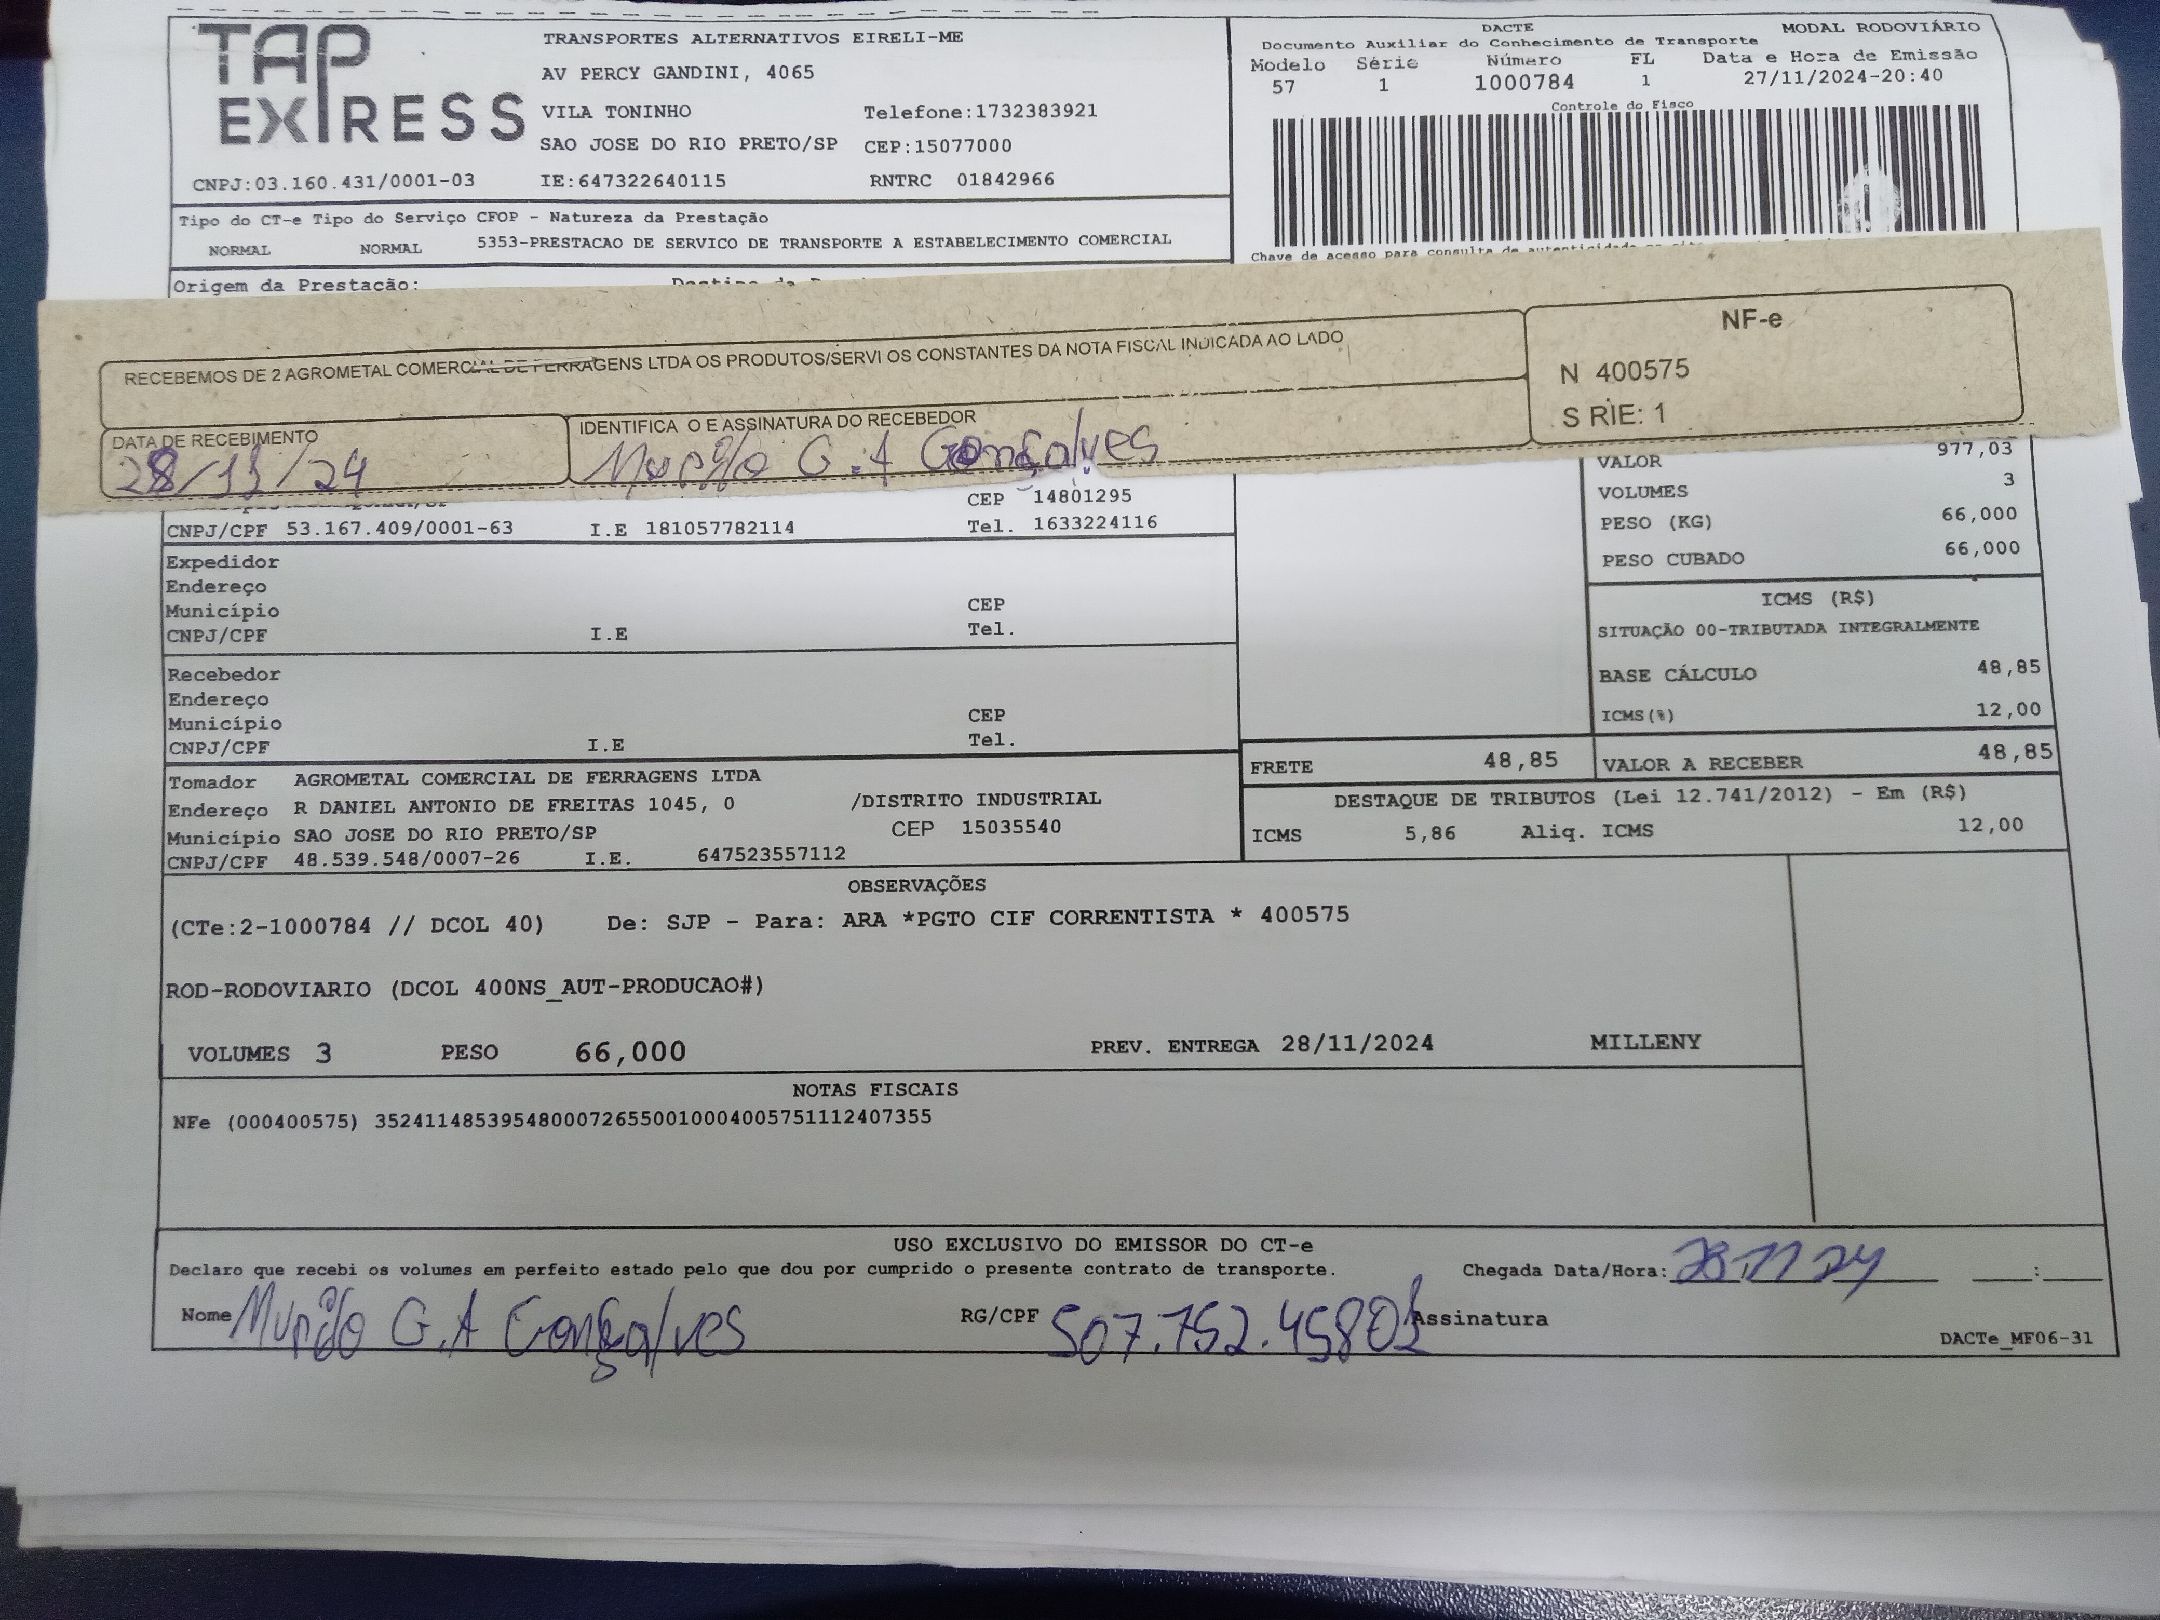 TAP EXPRESS
TRANSPORTES ALTERNATIVOS EIRELI-ME
AV PERCY GANDINI, 4065
VILA TONINHO Telefone:1732383921
SAO JOSE DO RIO PRETO/SP CEP:15077000
CNPJ:03.160.431/0001-03 IE:647322640115 RNTRC 01842966
DACTE MODAL RODOVIÁRIO
Documento Auxiliar do Conhecimento de Transporte
Modelo Série Número FL Data e Hora de Emissão
57 1 1000784 1 27/11/2024-20:40
Controle do Fisco
Tipo do CT-e Tipo do Serviço CFOP - Natureza da Prestação
NORMAL NORMAL 5353-PRESTACAO DE SERVICO DE TRANSPORTE A ESTABELECIMENTO COMERCIAL
Chave de acesso para consulta de autenticidade
Origem da Prestação:
RECEBEMOS DE 2 AGROMETAL COMERCIAL DE FERRAGENS LTDA OS PRODUTOS/SERVI OS CONSTANTES DA NOTA FISCAL INDICADA AO LADO
NF-e
N 400575
S RIE: 1
DATA DE RECEBIMENTO
28/11/24
IDENTIFICA O E ASSINATURA DO RECEBEDOR
Murilo G.A Gonçalves
CEP 14801295
CNPJ/CPF 53.167.409/0001-63 I.E 181057782114 Tel. 1633224116
VALOR 977,03
VOLUMES 3
PESO (KG) 66,000
PESO CUBADO 66,000
Expedidor
Endereço
Município CEP
CNPJ/CPF I.E Tel.
ICMS (R$)
SITUAÇÃO 00-TRIBUTADA INTEGRALMENTE
BASE CÁLCULO 48,85
ICMS(%) 12,00
Recebedor
Endereço
Município CEP
CNPJ/CPF I.E Tel.
FRETE 48,85 VALOR A RECEBER 48,85
Tomador AGROMETAL COMERCIAL DE FERRAGENS LTDA
Endereço R DANIEL ANTONIO DE FREITAS 1045, 0 /DISTRITO INDUSTRIAL
Município SAO JOSE DO RIO PRETO/SP CEP 15035540
CNPJ/CPF 48.539.548/0007-26 I.E. 647523557112
DESTAQUE DE TRIBUTOS (Lei 12.741/2012) - Em (R$)
ICMS 5,86 Aliq. ICMS 12,00
OBSERVAÇÕES
(CTe:2-1000784 // DCOL 40) De: SJP - Para: ARA *PGTO CIF CORRENTISTA * 400575
ROD-RODOVIARIO (DCOL 400NS_AUT-PRODUCAO#)
VOLUMES 3 PESO 66,000 PREV. ENTREGA 28/11/2024 MILLENY
NOTAS FISCAIS
NFe (000400575) 35241148539548000726550010004005751112407355
USO EXCLUSIVO DO EMISSOR DO CT-e
Declaro que recebi os volumes em perfeito estado pelo que dou por cumprido o presente contrato de transporte. Chegada Data/Hora: 28 11 24 :
Nome Murilo G.A Gonçalves RG/CPF 507.752.45801 Assinatura
DACTe_MF06-31